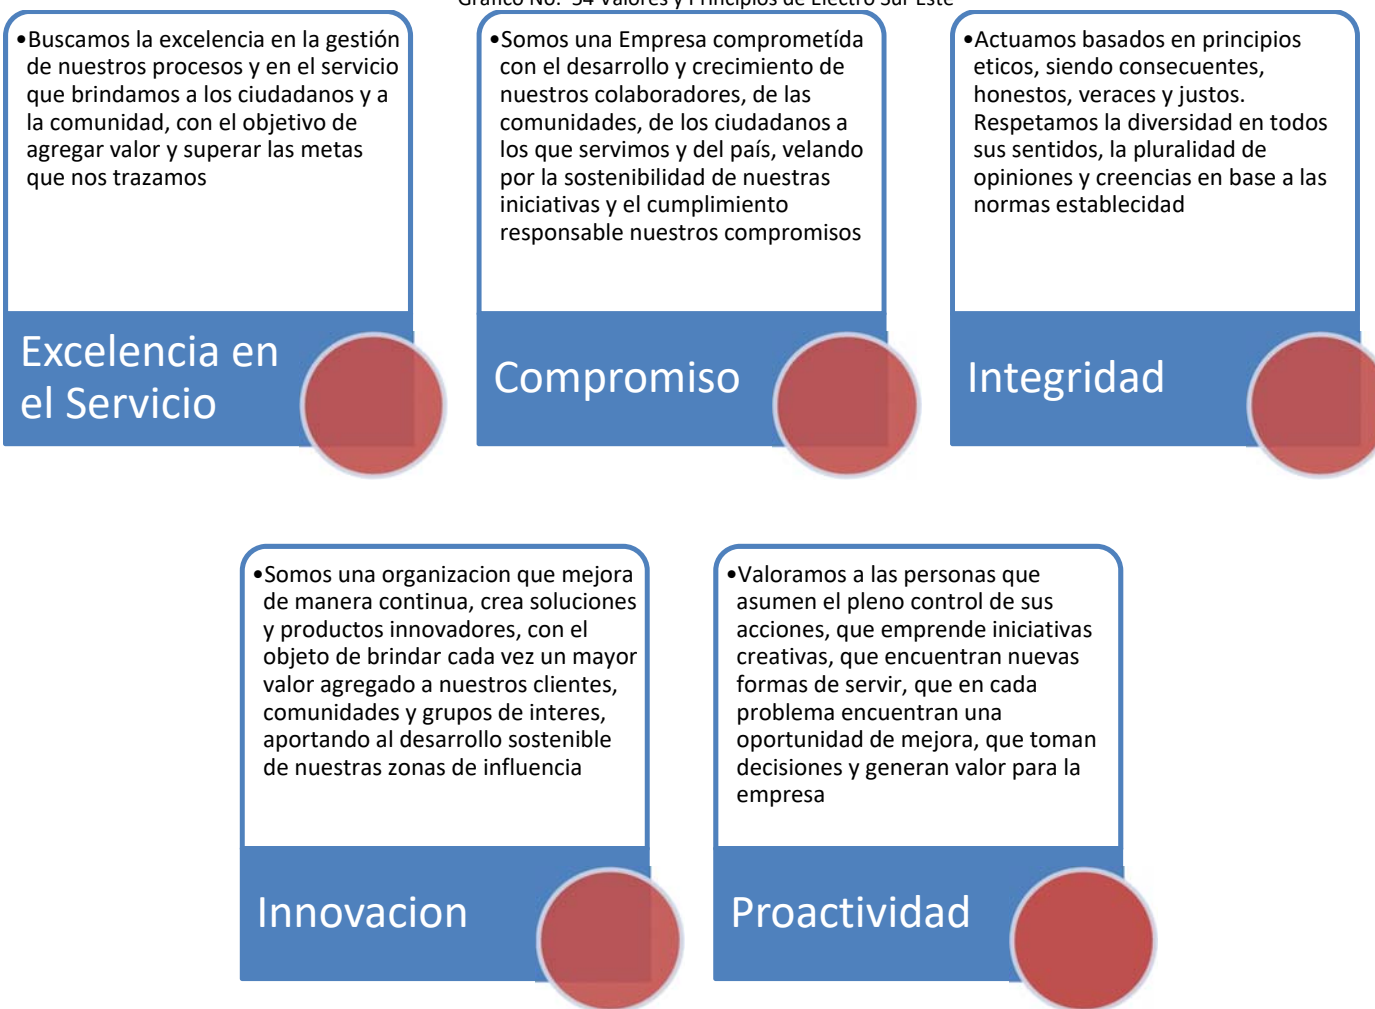 Gráfico No. 34 Valores y Principios de Electro Sur Este
•Buscamos la excelencia en la gestión
de nuestros procesos y en el servicio
que brindamos a los ciudadanos y a
la comunidad, con el objetivo de
agregar valor y superar las metas
que nos trazamos
Excelencia en
el Servicio
•Somos una Empresa comprometída
con el desarrollo y crecimiento de
nuestros colaboradores, de las
comunidades, de los ciudadanos a
los que servimos y del país, velando
por la sostenibilidad de nuestras
iniciativas y el cumplimiento
responsable nuestros compromisos
Compromiso
•Actuamos basados en principios
eticos, siendo consecuentes,
honestos, veraces y justos.
Respetamos la diversidad en todos
sus sentidos, la pluralidad de
opiniones y creencias en base a las
normas establecidad
Integridad
•Somos una organizacion que mejora
de manera continua, crea soluciones
y productos innovadores, con el
objeto de brindar cada vez un mayor
valor agregado a nuestros clientes,
comunidades y grupos de interes,
aportando al desarrollo sostenible
de nuestras zonas de influencia
Innovacion
•Valoramos a las personas que
asumen el pleno control de sus
acciones, que emprende iniciativas
creativas, que encuentran nuevas
formas de servir, que en cada
problema encuentran una
oportunidad de mejora, que toman
decisiones y generan valor para la
empresa
Proactividad